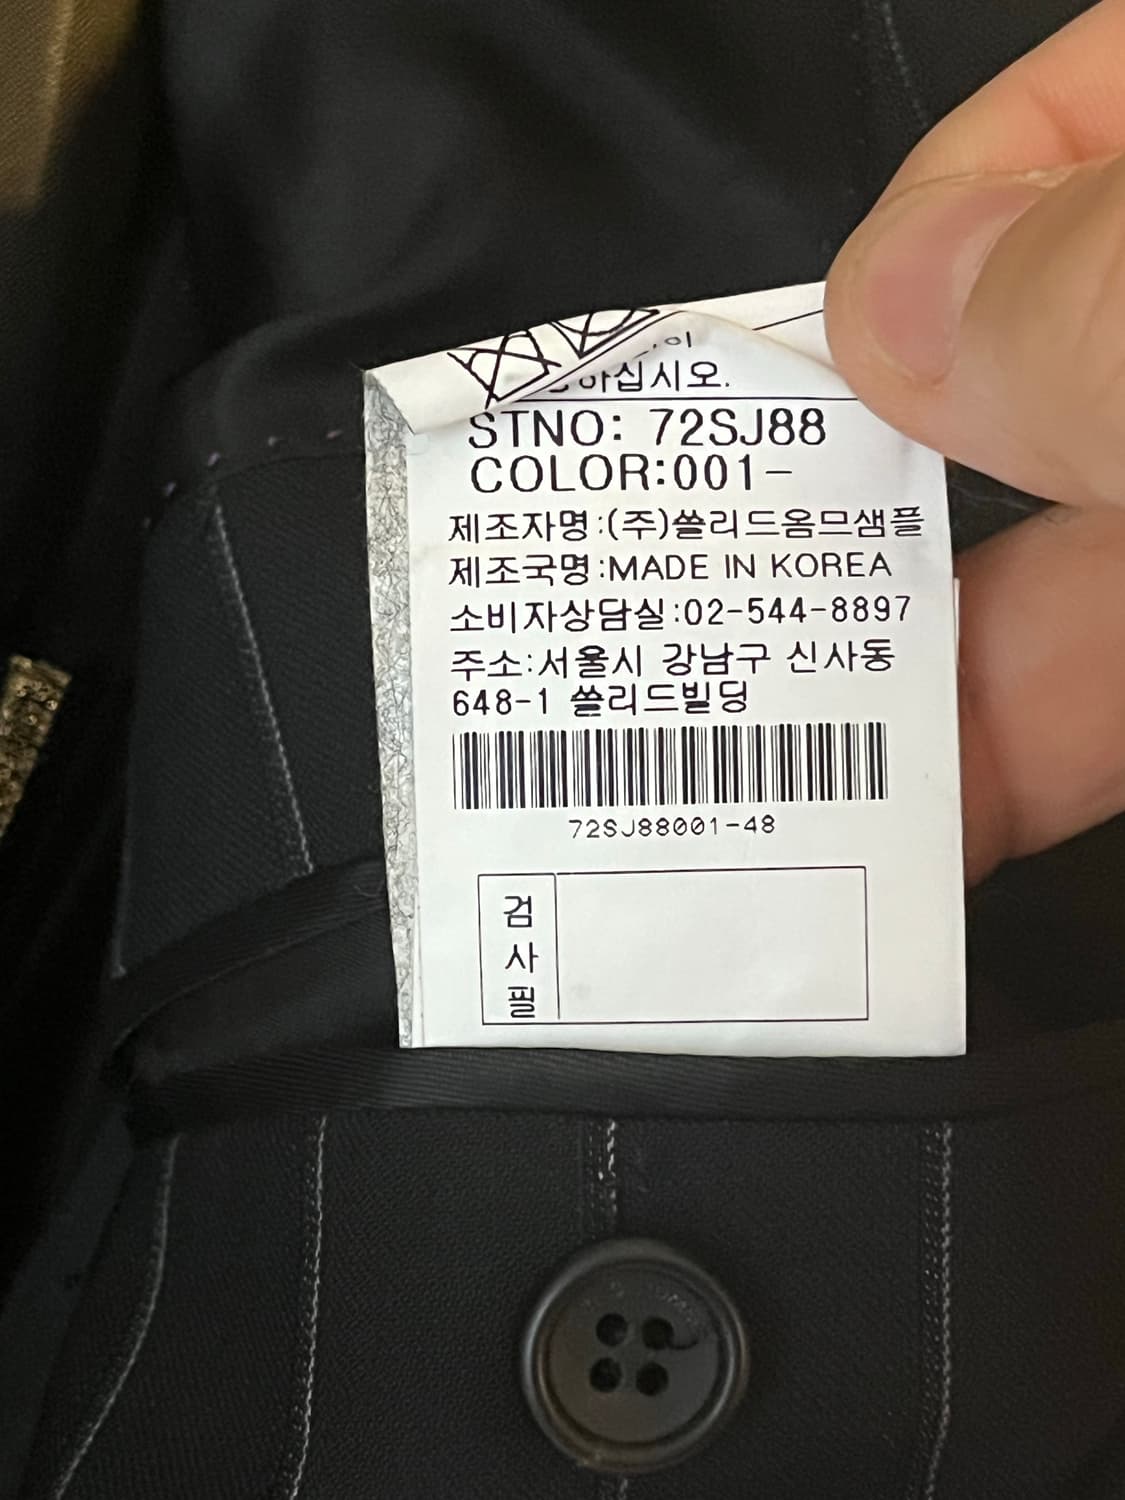 하십시오.
STNO: 72SJ88
COLOR:001-
제조자명:(주)쏠리드옴므샘플
제조국명:MADE IN KOREA
소비자상담실:02-544-8897
주소:서울시 강남구 신사동
648-1 쏠리드빌딩
72SJ88001-48
검
사
필